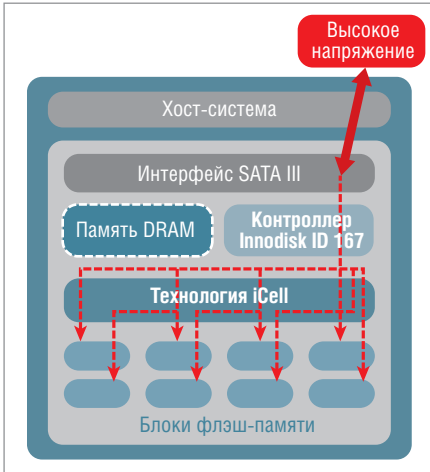 Высокое
напряжение
Хост-система
Интерфейс SATA III
Память DRAM
Контроллер
Innodisk ID 167
Технология iCell
Блоки флэш-памяти